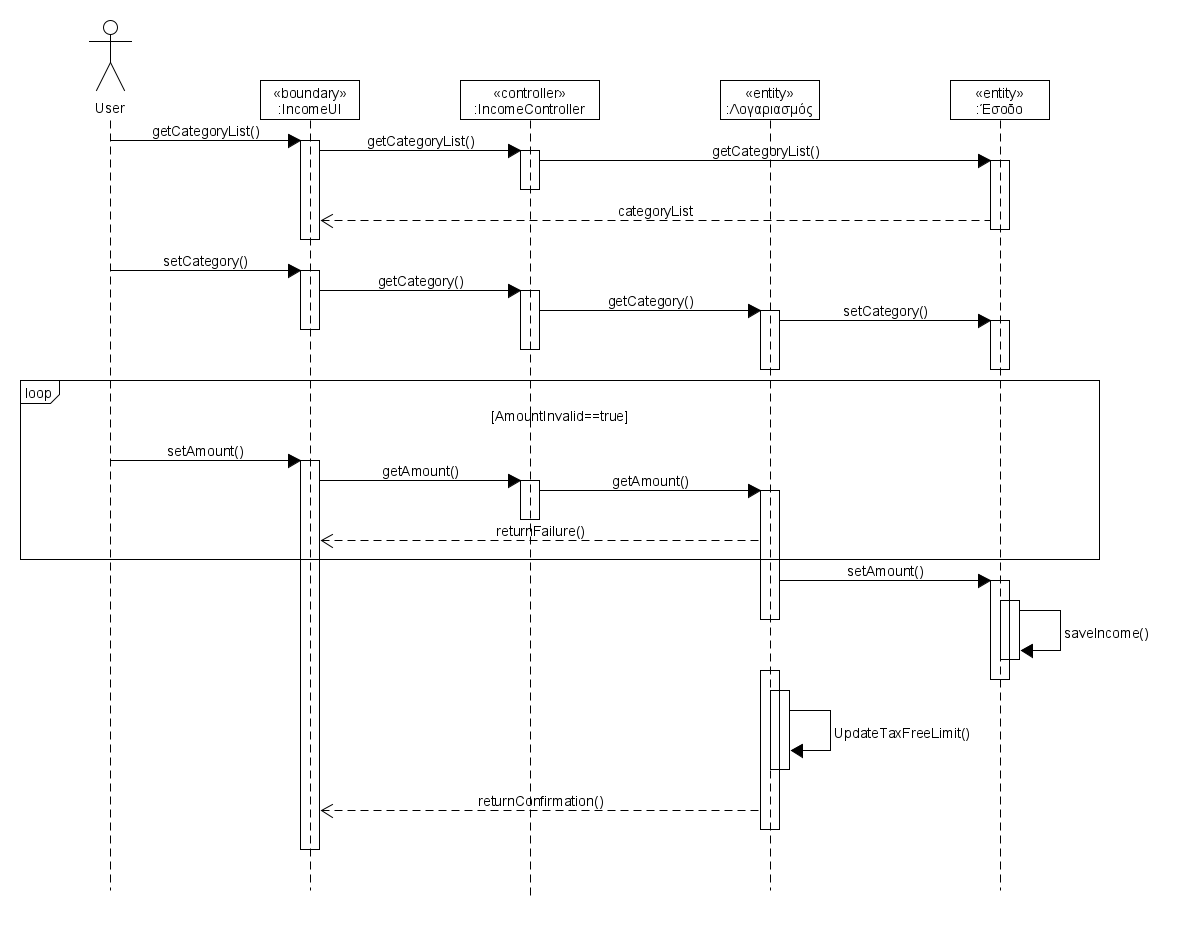 User
«boundary»
:IncomeUI
«controller»
:IncomeController
«entity»
:Λογαριασμός
«entity»
:Έσοδο
getCategoryList()
getCategoryList()
getCategoryList()
categoryList
setCategory()
getCategory()
getCategory()
setCategory()
loop
[AmountInvalid==true]
setAmount()
getAmount()
getAmount()
returnFailure()
setAmount()
saveIncome()
UpdateTaxFreeLimit()
returnConfirmation()